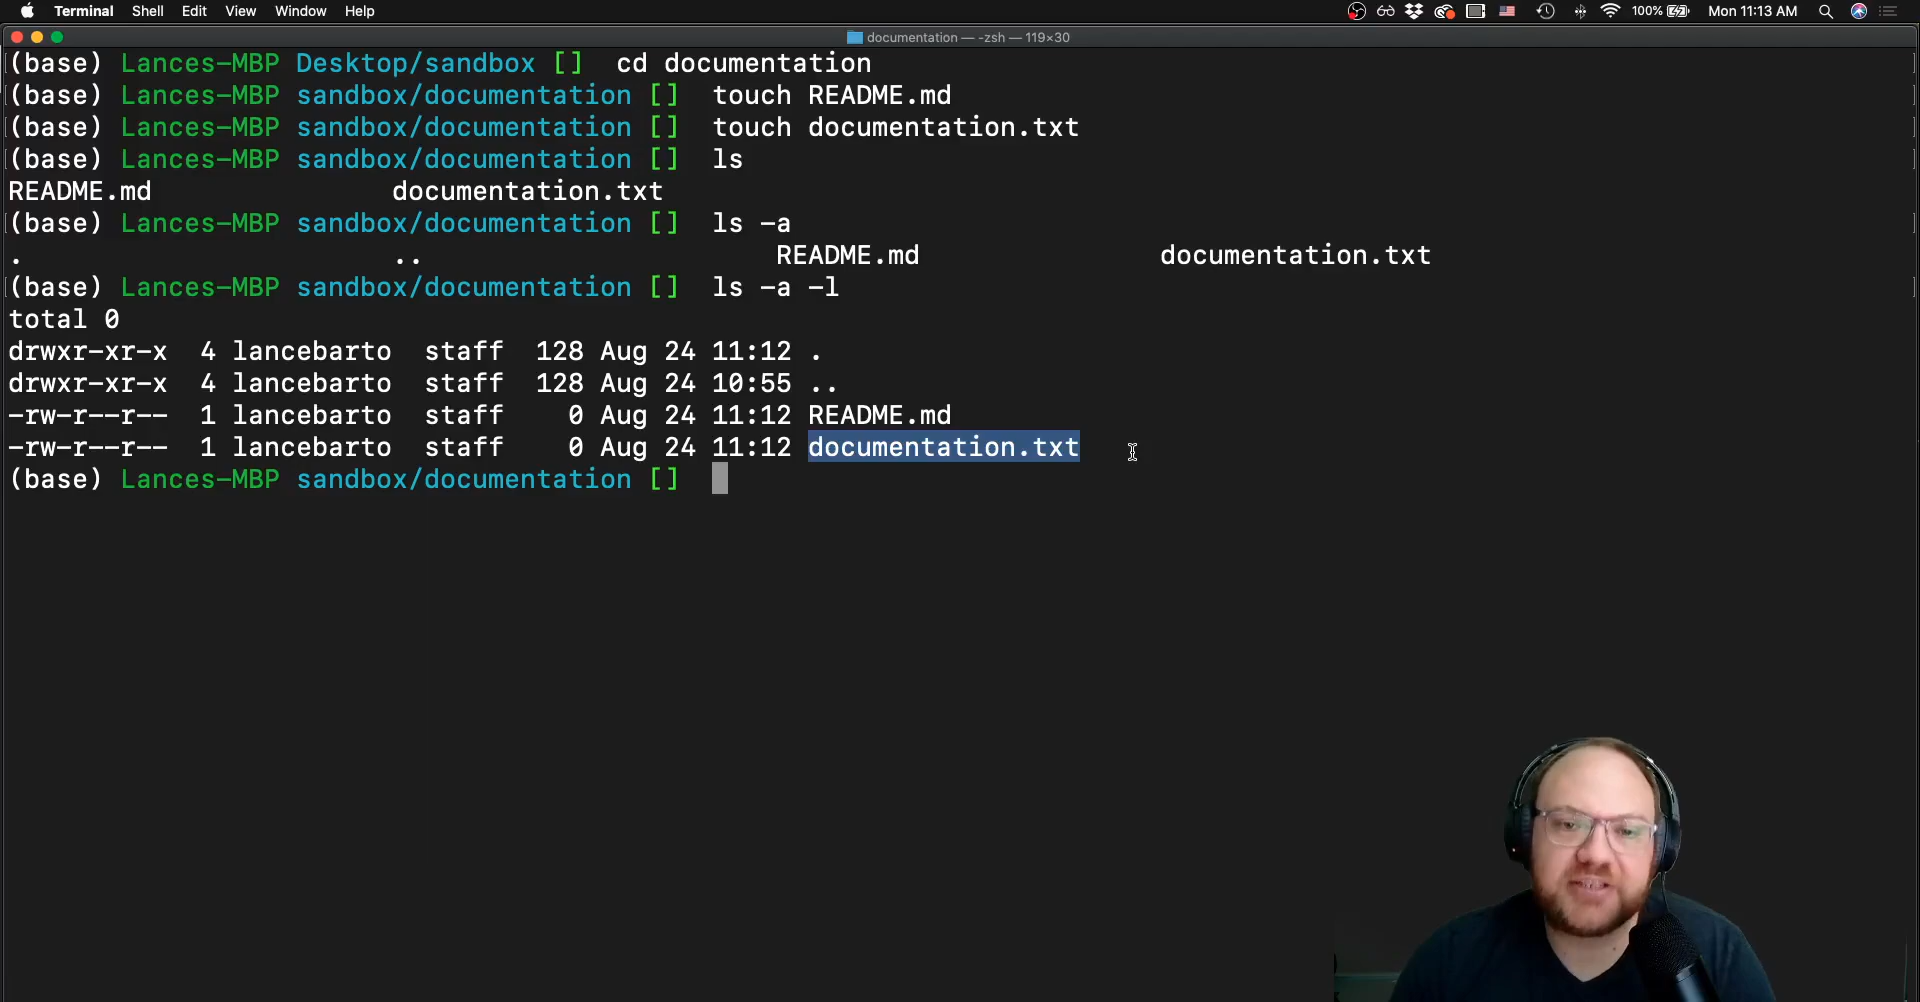 Terminal Shell Edit View Window Help 100% Mon 11:13 AM
documentation — -zsh — 119×30
(base) Lances-MBP Desktop/sandbox [] cd documentation
(base) Lances-MBP sandbox/documentation [] touch README.md
(base) Lances-MBP sandbox/documentation [] touch documentation.txt
(base) Lances-MBP sandbox/documentation [] ls
README.md documentation.txt
(base) Lances-MBP sandbox/documentation [] ls -a
. .. README.md documentation.txt
(base) Lances-MBP sandbox/documentation [] ls -a -l
total 0
drwxr-xr-x 4 lancebarto staff 128 Aug 24 11:12 .
drwxr-xr-x 4 lancebarto staff 128 Aug 24 10:55 ..
-rw-r--r-- 1 lancebarto staff 0 Aug 24 11:12 README.md
-rw-r--r-- 1 lancebarto staff 0 Aug 24 11:12 documentation.txt
(base) Lances-MBP sandbox/documentation []